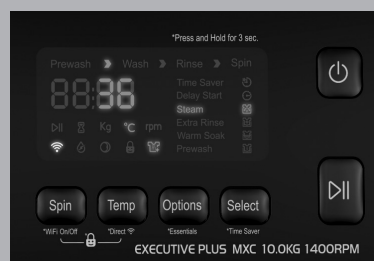 *Press and Hold for 3 sec.
Prewash Wash Rinse Spin
88:36
Time Saver
Delay Start
Steam
Extra Rinse
Warm Soak
Prewash
Kg °C rpm
Spin Temp Options Select
*WiFi On/Off *Direct *Essentials *Time Saver
EXECUTIVE PLUS MXC 10.0KG 1400RPM